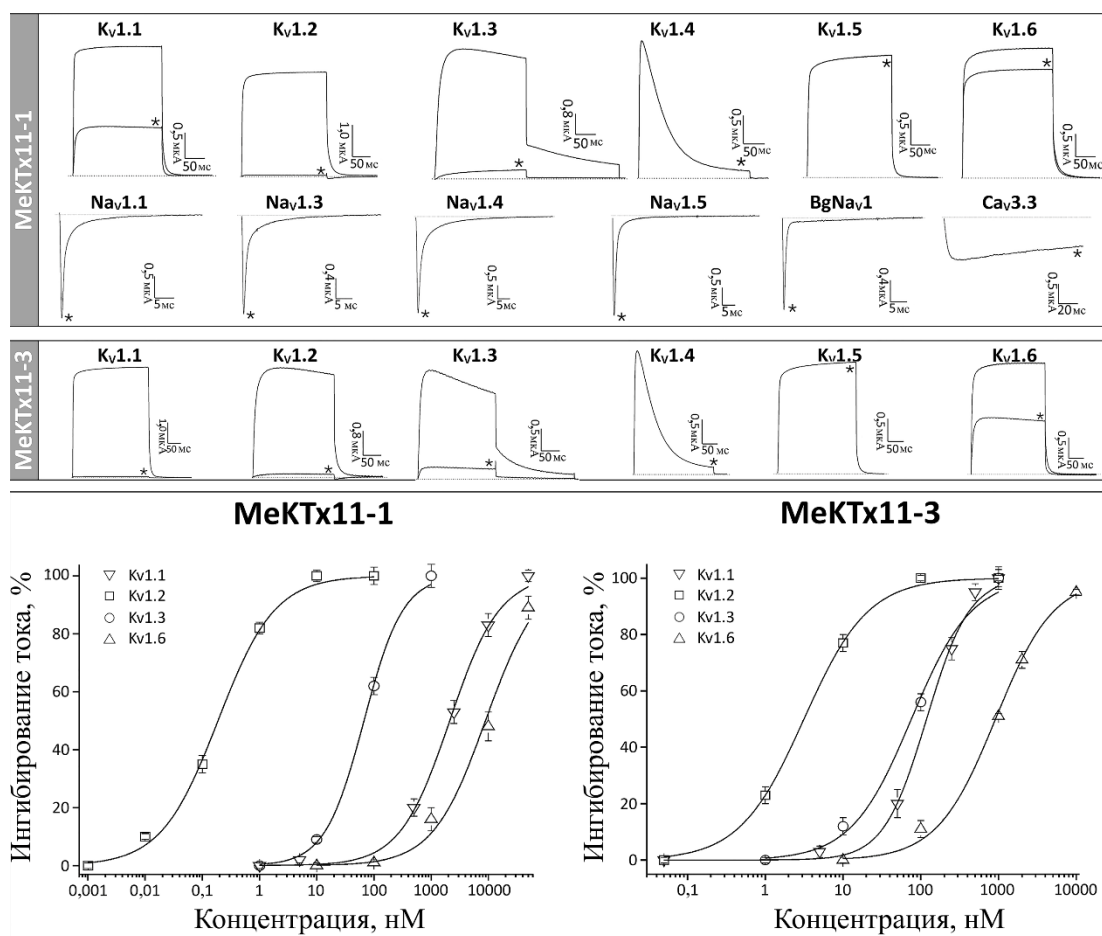 MeKTx11-1
Kv1.1 Kv1.2 Kv1.3 Kv1.4 Kv1.5 Kv1.6
* * * * * *
0,5 мкА 50 мс 1,0 мкА 50 мс 0,8 мкА 50 мс 0,5 мкА 50 мс 0,5 мкА 50 мс 0,5 мкА 50 мс
Nav1.1 Nav1.3 Nav1.4 Nav1.5 BgNav1 Cav3.3
* * * * * *
0,5 мкА 5 мс 0,4 мкА 5 мс 0,5 мкА 5 мс 0,5 мкА 5 мс 0,4 мкА 5 мс 0,5 мкА 20 мс
MeKTx11-3
Kv1.1 Kv1.2 Kv1.3 Kv1.4 Kv1.5 Kv1.6
* * * * * *
1,0 мкА 50 мс 0,8 мкА 50 мс 0,5 мкА 50 мс 0,5 мкА 50 мс 0,5 мкА 50 мс 0,5 мкА 50 мс
MeKTx11-1
Ингибирование тока, %
100
80
60
40
20
0
Kv1.1
Kv1.2
Kv1.3
Kv1.6
0,001 0,01 0,1 1 10 100 1000 10000
Концентрация, нМ
MeKTx11-3
Ингибирование тока, %
100
80
60
40
20
0
Kv1.1
Kv1.2
Kv1.3
Kv1.6
0,1 1 10 100 1000 10000
Концентрация, нМ